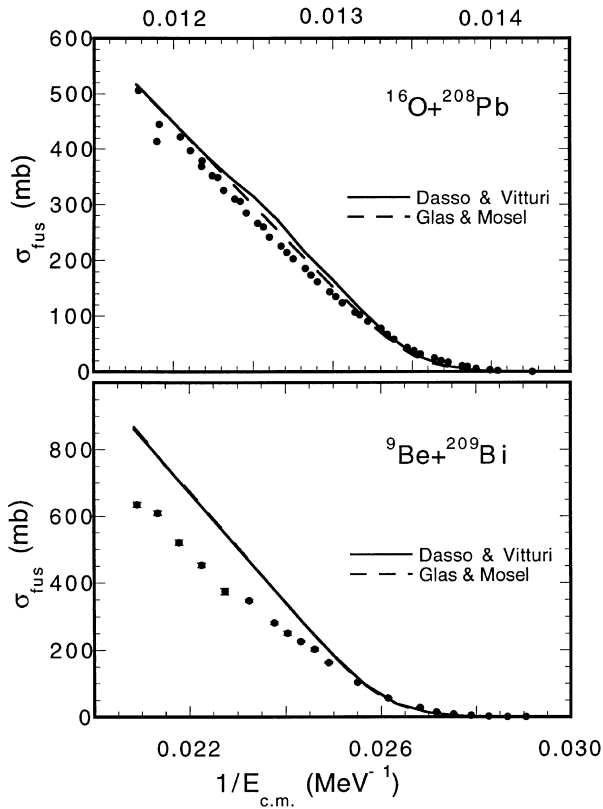 0.012 0.013 0.014
600
¹⁶O+²⁰⁸Pb
500
400
σfus (mb)
300
Dasso & Vitturi
Glas & Mosel
200
100
0
⁹Be+²⁰⁹Bi
800
600
σfus (mb)
Dasso & Vitturi
Glas & Mosel
400
200
0
0.022 0.026 0.030
1/Ec.m. (MeV⁻¹)